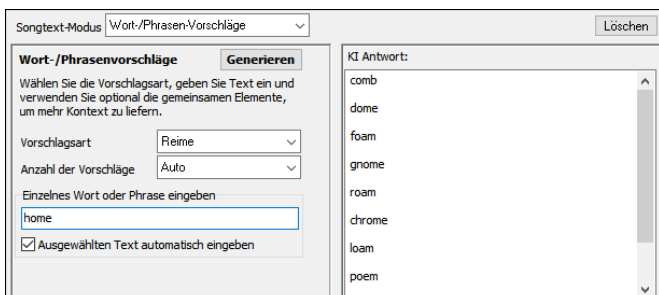 Songtext-Modus Wort-/Phrasen-Vorschläge Löschen
Wort-/Phrasenvorschläge Generieren
Wählen Sie die Vorschlagsart, geben Sie Text ein und
verwenden Sie optional die gemeinsamen Elemente,
um mehr Kontext zu liefern.
Vorschlagsart Reime
Anzahl der Vorschläge Auto
Einzelnes Wort oder Phrase eingeben
home
Ausgewählten Text automatisch eingeben
KI Antwort:
comb
dome
foam
gnome
roam
chrome
loam
poem